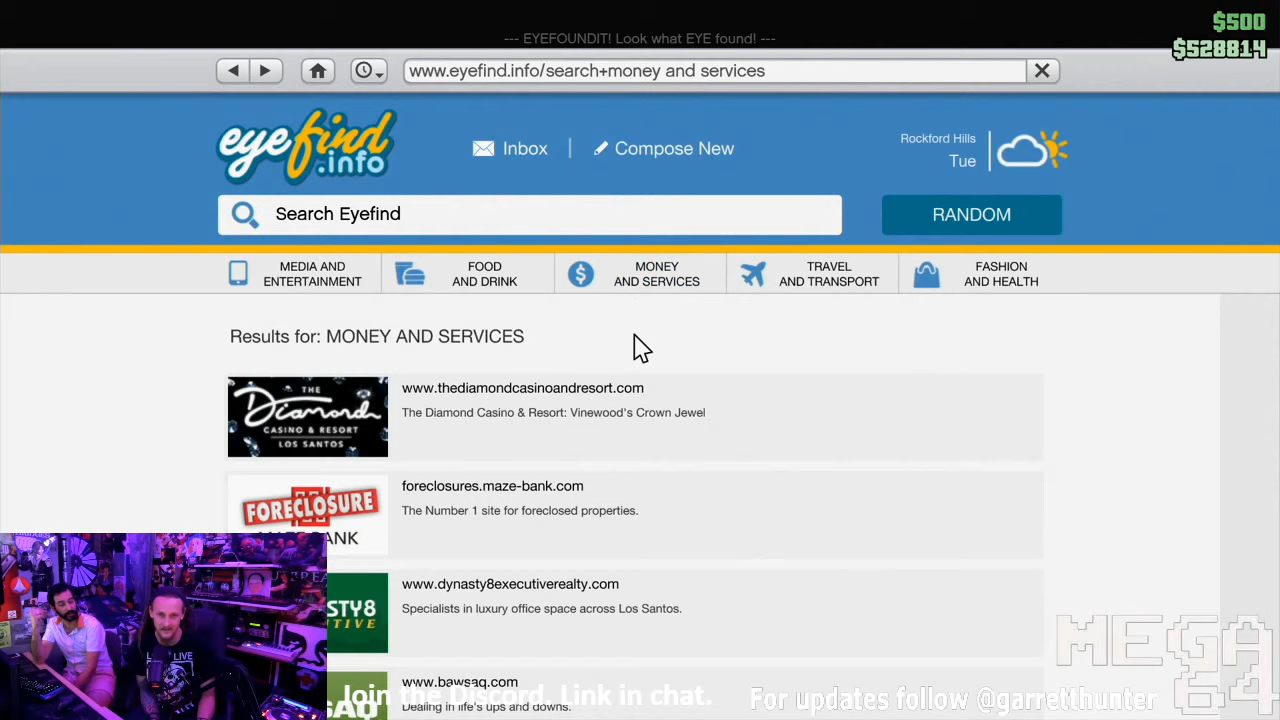 --- EYEFOUNDIT! Look what EYE found! ---
$500
$528814
www.eyefind.info/search+money and services
eyefind
.info
Inbox
Compose New
Rockford Hills
Tue
Search Eyefind
RANDOM
MEDIA AND
ENTERTAINMENT
FOOD
AND DRINK
MONEY
AND SERVICES
TRAVEL
AND TRANSPORT
FASHION
AND HEALTH
Results for: MONEY AND SERVICES
THE
Diamond
CASINO & RESORT
LOS SANTOS
www.thediamondcasinoandresort.com
The Diamond Casino & Resort: Vinewood's Crown Jewel
FORECLOSURE
BANK
foreclosures.maze-bank.com
The Number 1 site for foreclosed properties.
STY8
TIVE
www.dynasty8executiverealty.com
Specialists in luxury office space across Los Santos.
www.bawsaq.com
Dealing in life's ups and downs.
Join the Discord. Link in chat.
For updates follow @garretthunter
MEGA
64